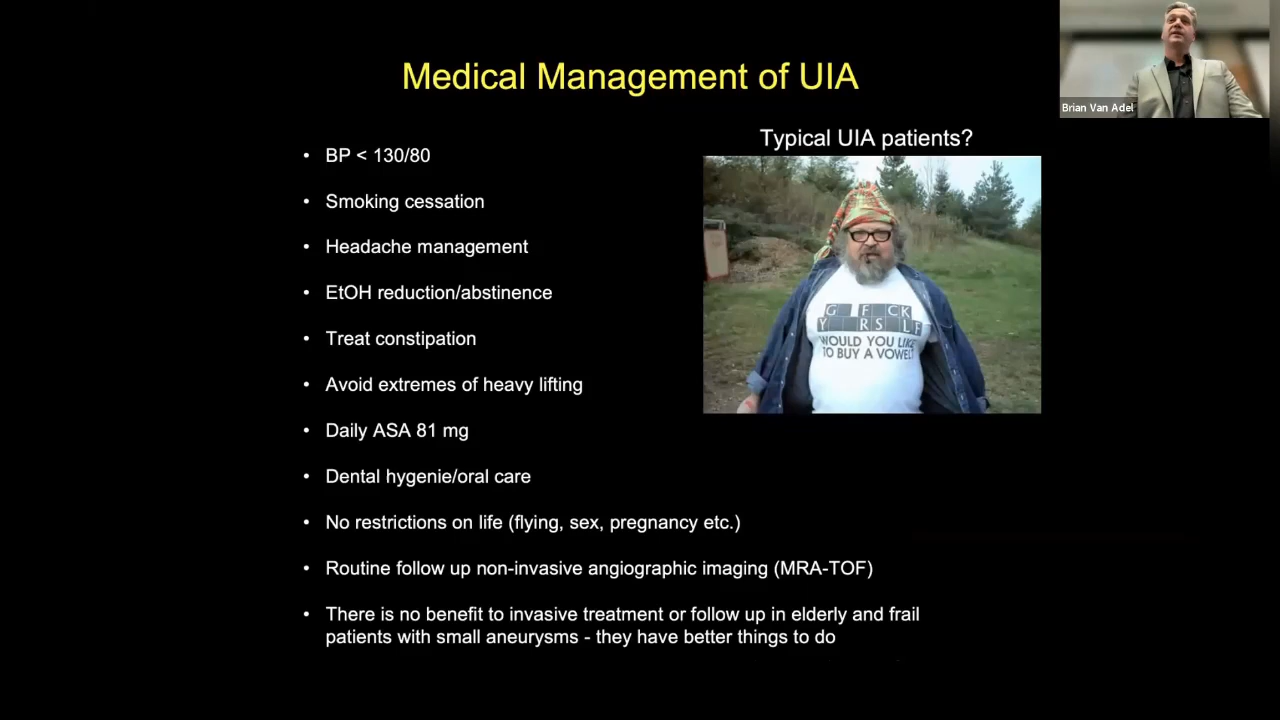 Medical Management of UIA
Brian Van Adel
Typical UIA patients?
• BP < 130/80
• Smoking cessation
• Headache management
• EtOH reduction/abstinence
• Treat constipation
• Avoid extremes of heavy lifting
• Daily ASA 81 mg
• Dental hygenie/oral care
• No restrictions on life (flying, sex, pregnancy etc.)
• Routine follow up non-invasive angiographic imaging (MRA-TOF)
• There is no benefit to invasive treatment or follow up in elderly and frail
patients with small aneurysms - they have better things to do
G F CK
Y RS LF
WOULD YOU LIKE
TO BUY A VOWEL?